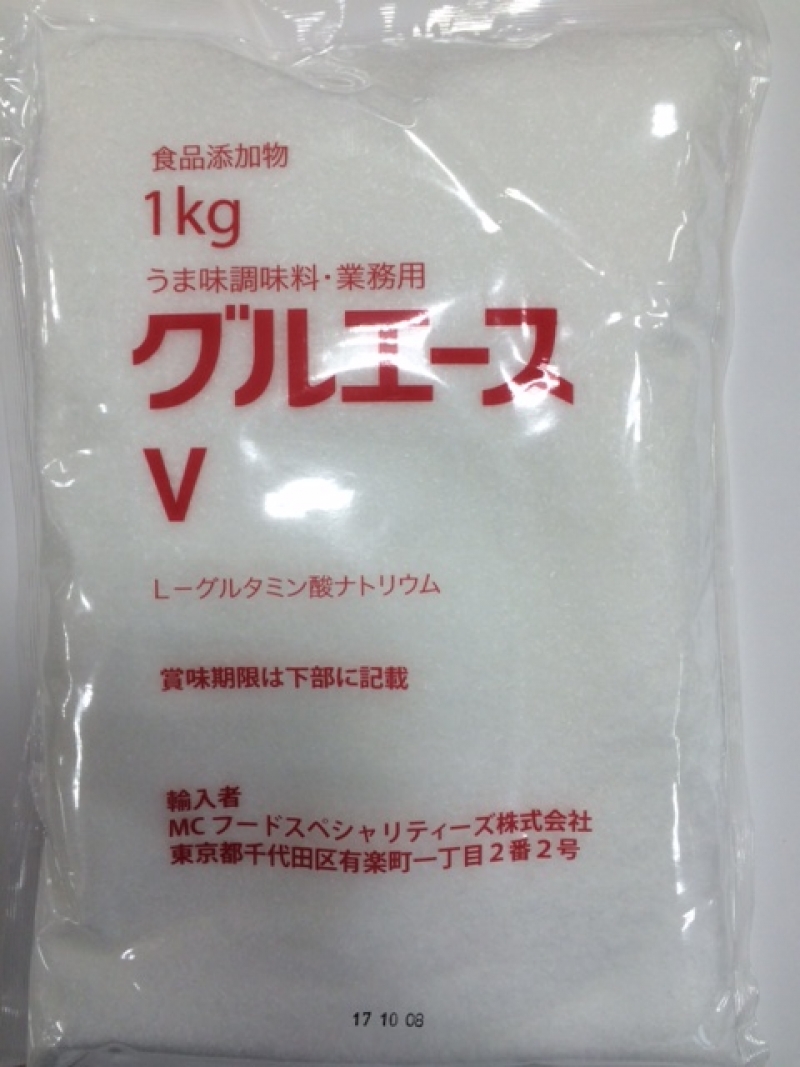 食品添加物
1kg
うま味調味料・業務用
グルエース
V
L－グルタミン酸ナトリウム
賞味期限は下部に記載
輸入者
MCフードスペシャリティーズ株式会社
東京都千代田区有楽町一丁目２番２号
17 10 08